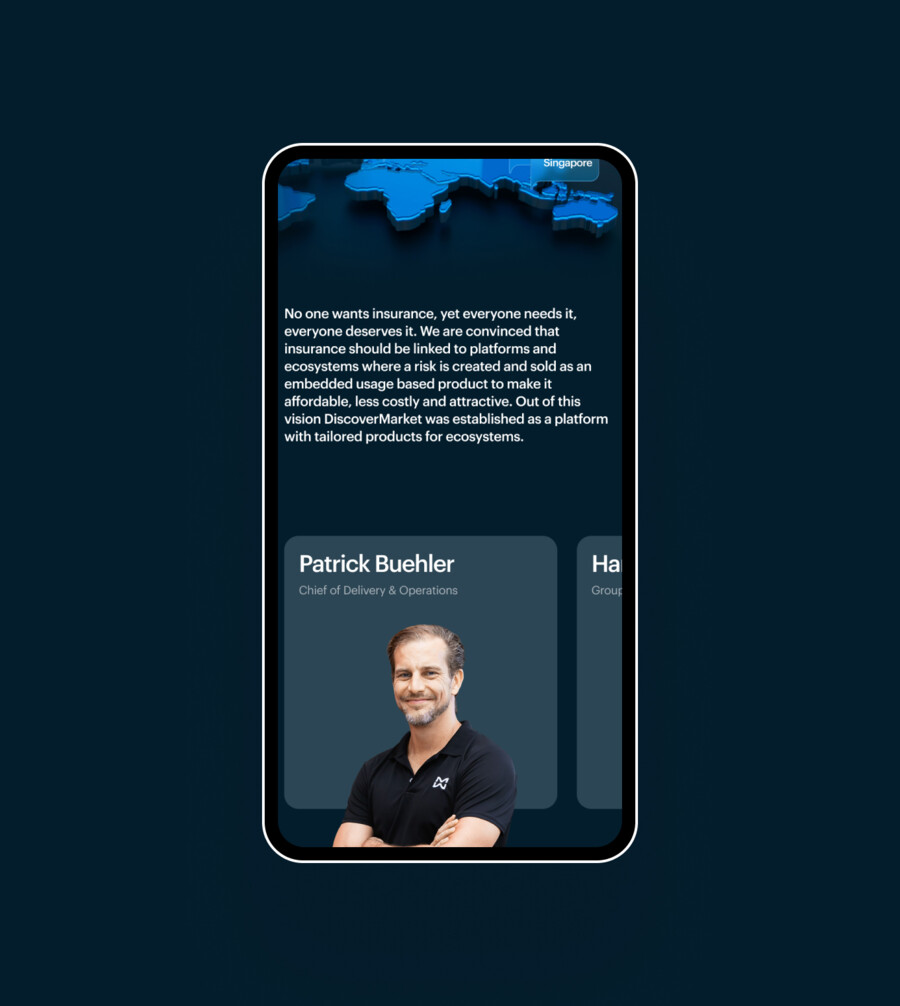 Singapore
No one wants insurance, yet everyone needs it,
everyone deserves it. We are convinced that
insurance should be linked to platforms and
ecosystems where a risk is created and sold as an
embedded usage based product to make it
affordable, less costly and attractive. Out of this
vision DiscoverMarket was established as a platform
with tailored products for ecosystems.
Patrick Buehler
Chief of Delivery & Operations
Group